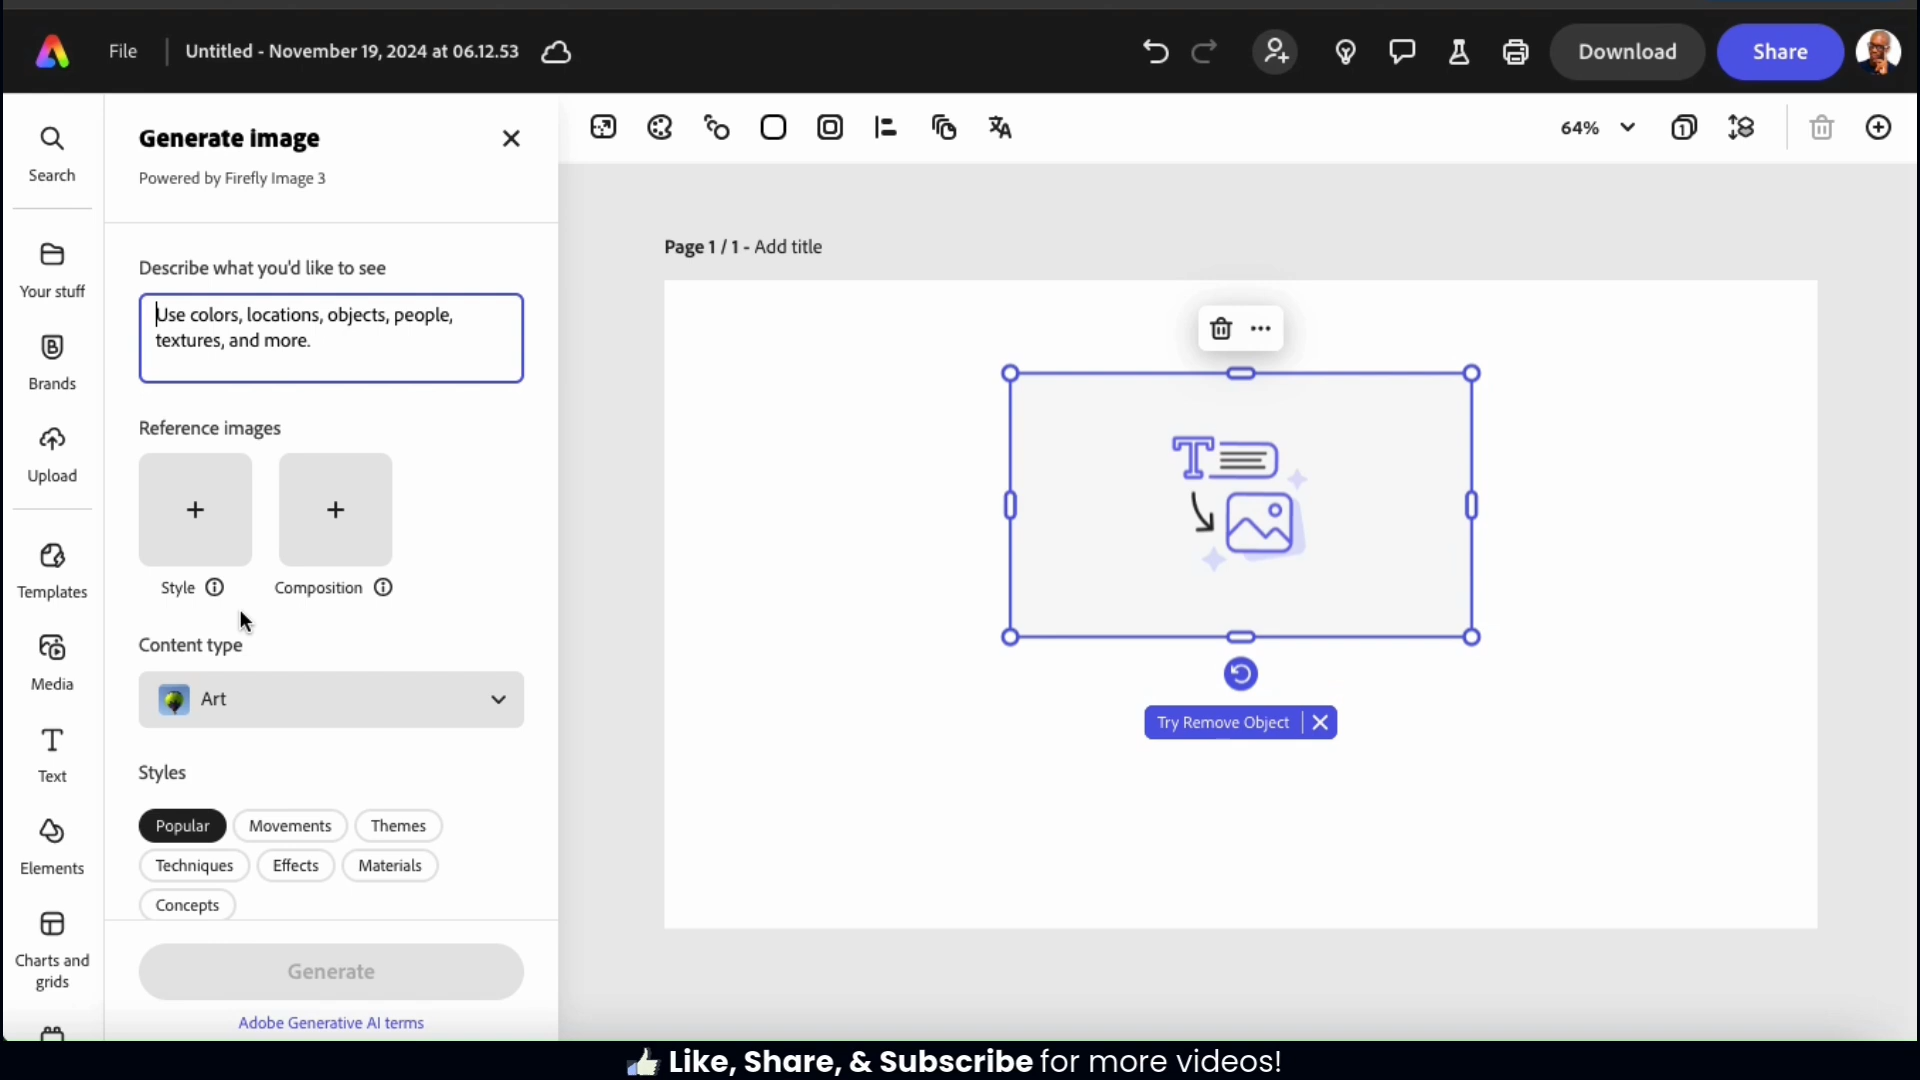 File
Untitled - November 19, 2024 at 06.12.53
Download
Share
Search
Your stuff
Brands
Upload
Templates
Media
Text
Elements
Charts and
grids
Generate image
Powered by Firefly Image 3
Describe what you'd like to see
Use colors, locations, objects, people,
textures, and more.
Reference images
Style
Composition
Content type
Art
Styles
Popular
Movements
Themes
Techniques
Effects
Materials
Concepts
Generate
Adobe Generative AI terms
64%
1
Page 1 / 1 - Add title
T
Try Remove Object
Like, Share, & Subscribe for more videos!